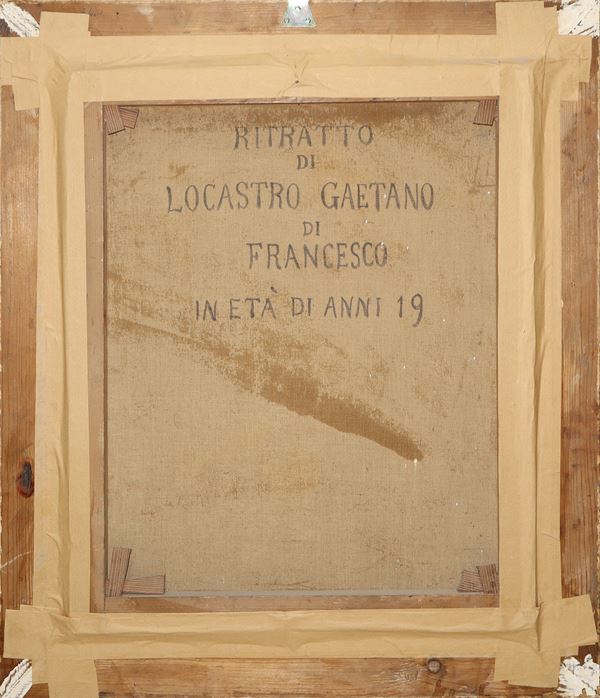 RITRATTO
DI
LOCASTRO GAETANO
DI
FRANCESCO
IN ETÀ DI ANNI 19